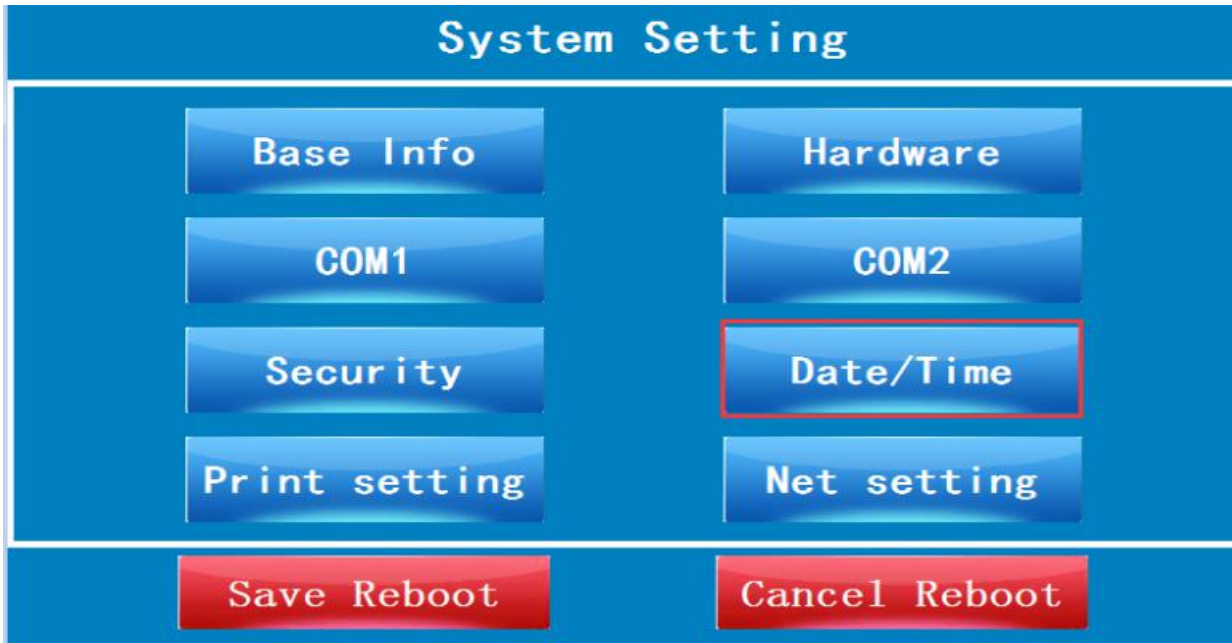 System Setting
Base Info
Hardware
COM1
COM2
Security
Date/Time
Print setting
Net setting
Save Reboot
Cancel Reboot